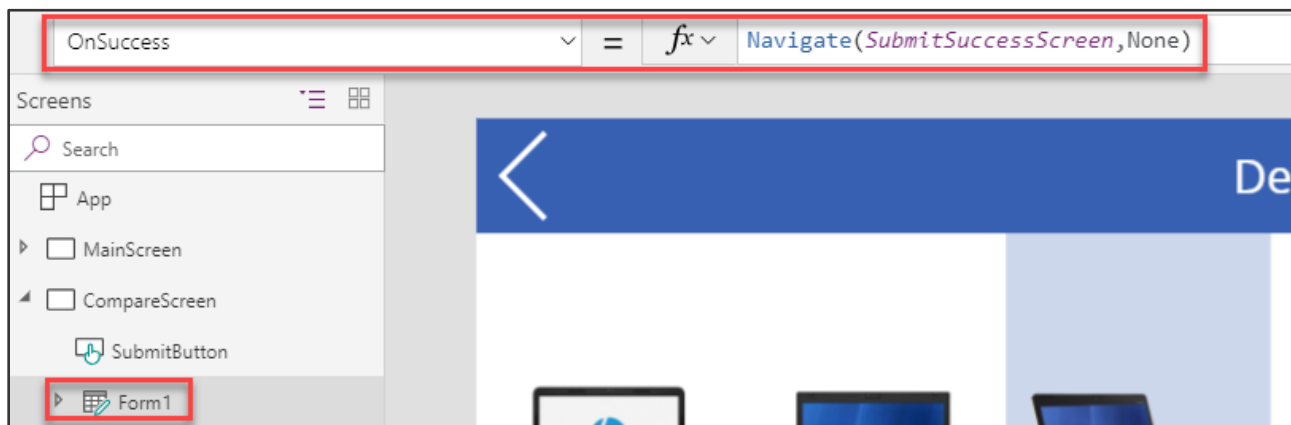 OnSuccess = fx Navigate(SubmitSuccessScreen,None)
Screens
Search
App
MainScreen
CompareScreen
SubmitButton
Form1
De